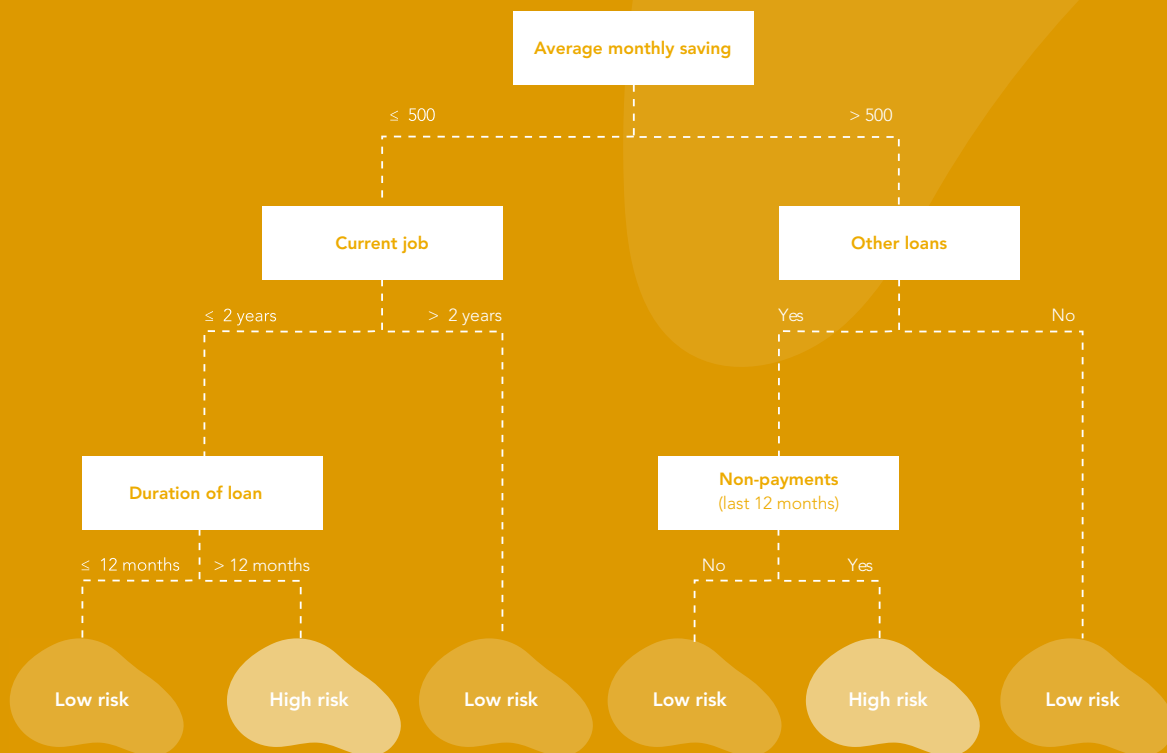 Average monthly saving
≤ 500
> 500
Current job
Other loans
≤ 2 years
> 2 years
Yes
No
Duration of loan
Non-payments
(last 12 months)
≤ 12 months
> 12 months
No
Yes
Low risk
High risk
Low risk
Low risk
High risk
Low risk